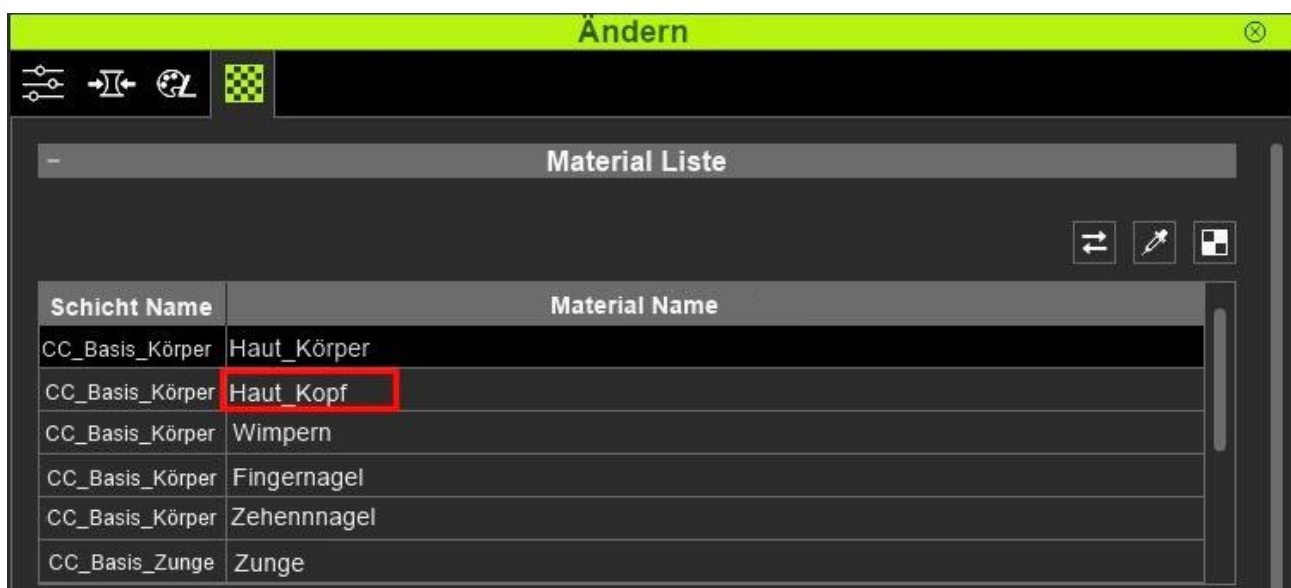 Ändern
Material Liste
Schicht Name Material Name
CC_Basis_Körper Haut_Körper
CC_Basis_Körper Haut_Kopf
CC_Basis_Körper Wimpern
CC_Basis_Körper Fingernagel
CC_Basis_Körper Zehennnagel
CC_Basis_Zunge Zunge